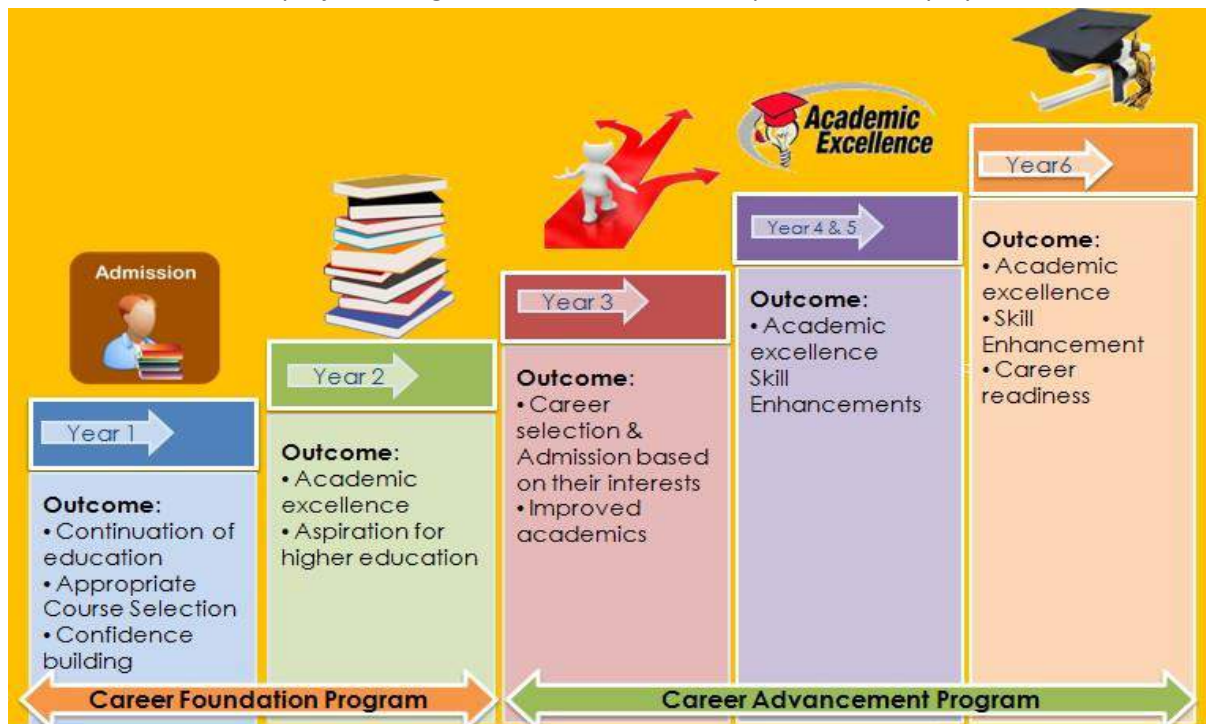 Admission
Year 1
Outcome:
• Continuation of
education
• Appropriate
Course Selection
• Confidence
building
Year 2
Outcome:
• Academic
excellence
• Aspiration for
higher education
Year 3
Outcome:
• Career
selection &
Admission based
on their interests
• Improved
academics
Academic
Excellence
Year 4 & 5
Outcome:
• Academic
excellence
Skill
Enhancements
Year6
Outcome:
• Academic
excellence
• Skill
Enhancement
• Career
readiness
Career Foundation Program
Career Advancement Program